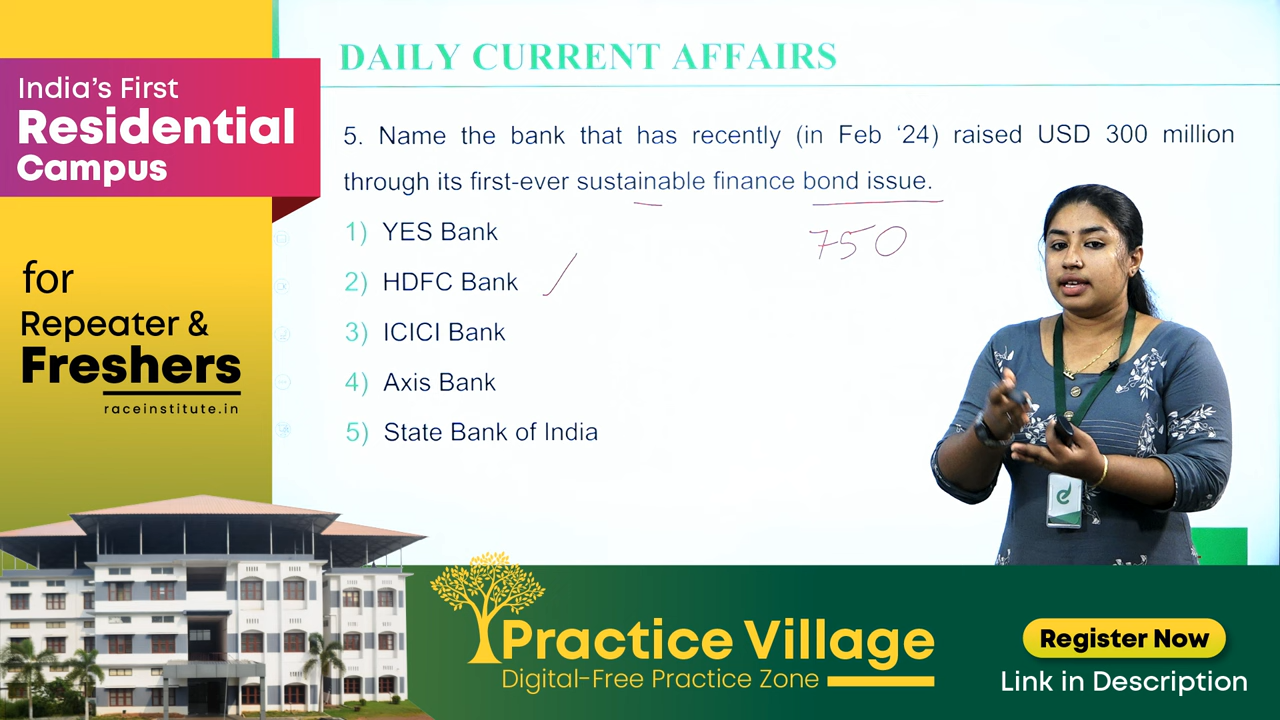 India's First
Residential
Campus
for
Repeater &
Freshers
raceinstitute.in
DAILY CURRENT AFFAIRS
5. Name the bank that has recently (in Feb ‘24) raised USD 300 million
through its first-ever sustainable finance bond issue.
750
1) YES Bank
2) HDFC Bank
3) ICICI Bank
4) Axis Bank
5) State Bank of India
Practice Village
Digital-Free Practice Zone
Register Now
Link in Description